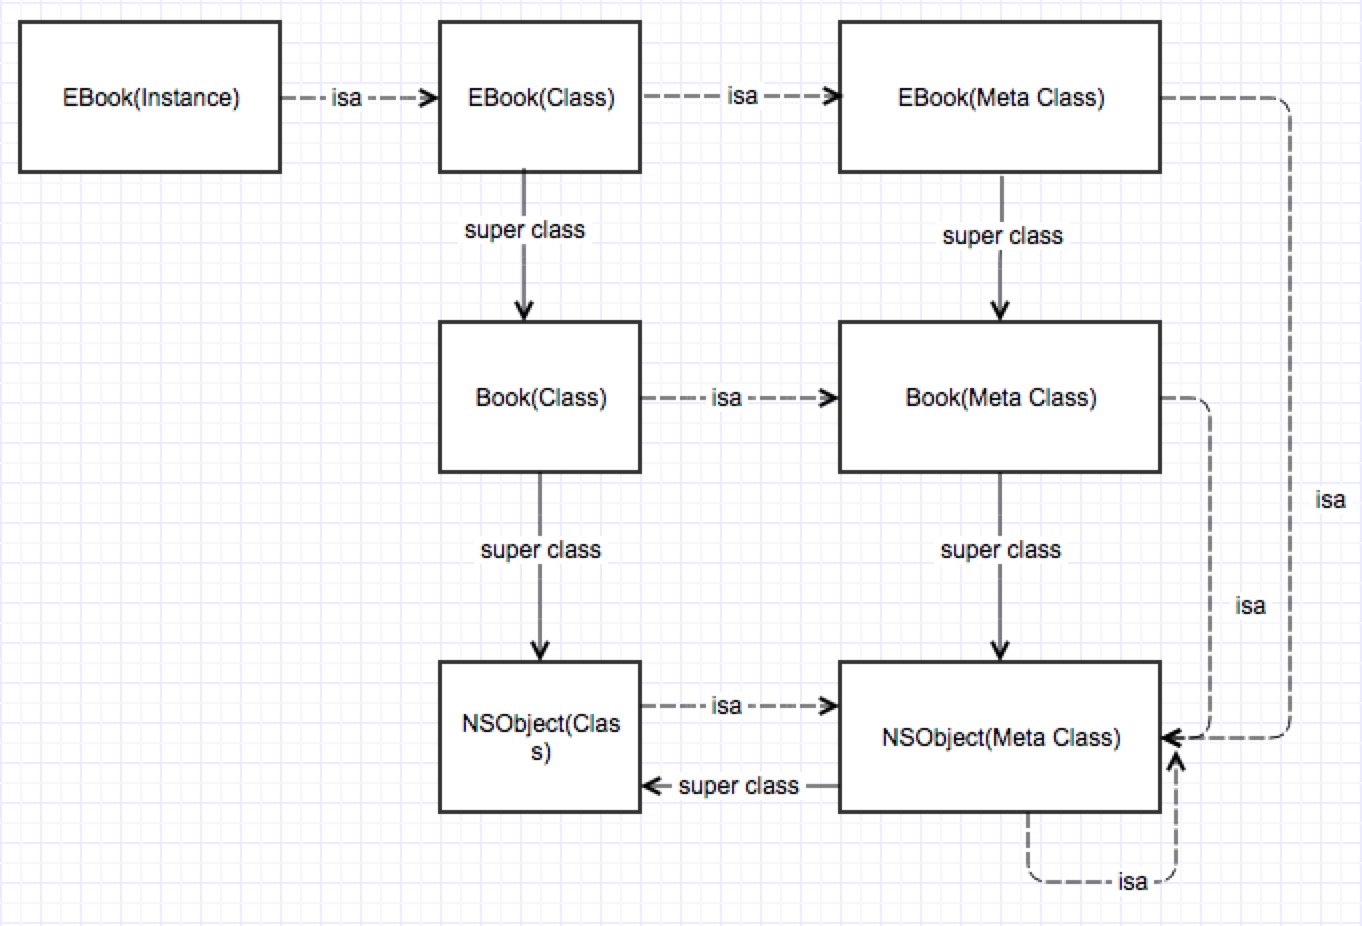 EBook(Instance)
isa
EBook(Class)
isa
EBook(Meta Class)
super class
super class
Book(Class)
isa
Book(Meta Class)
isa
super class
super class
isa
NSObject(Clas
s)
isa
NSObject(Meta Class)
super class
isa